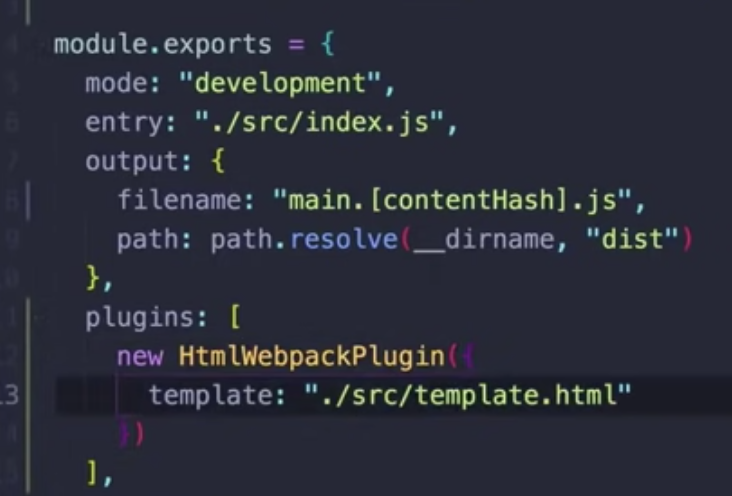 module.exports = {
mode: "development",
entry: "./src/index.js",
output: {
filename: "main.[contentHash].js",
path: path.resolve(__dirname, "dist")
},
plugins: [
new HtmlWebpackPlugin({
13 template: "./src/template.html"
})
],